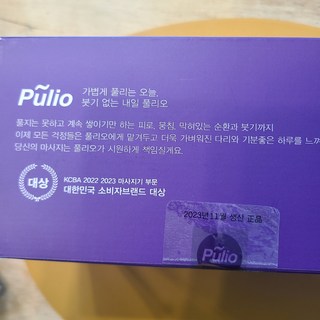 Pulio
가볍게 풀리는 오늘,
붓기 없는 내일 풀리오
풀지는 못하고 계속 쌓이기만 하는 피로, 뭉침, 막혀있는 순환과 붓기까지
이제 모든 걱정들은 풀리오에게 맡겨두고 더욱 가벼워진 다리와 기분좋은 하루를 느껴
당신의 마사지는 풀리오가 시원하게 책임질게요.
대상
KCBA 2022 2023 마사지기 부문
대한민국 소비자브랜드 대상
2023년 11월 생산 正品
Pulio